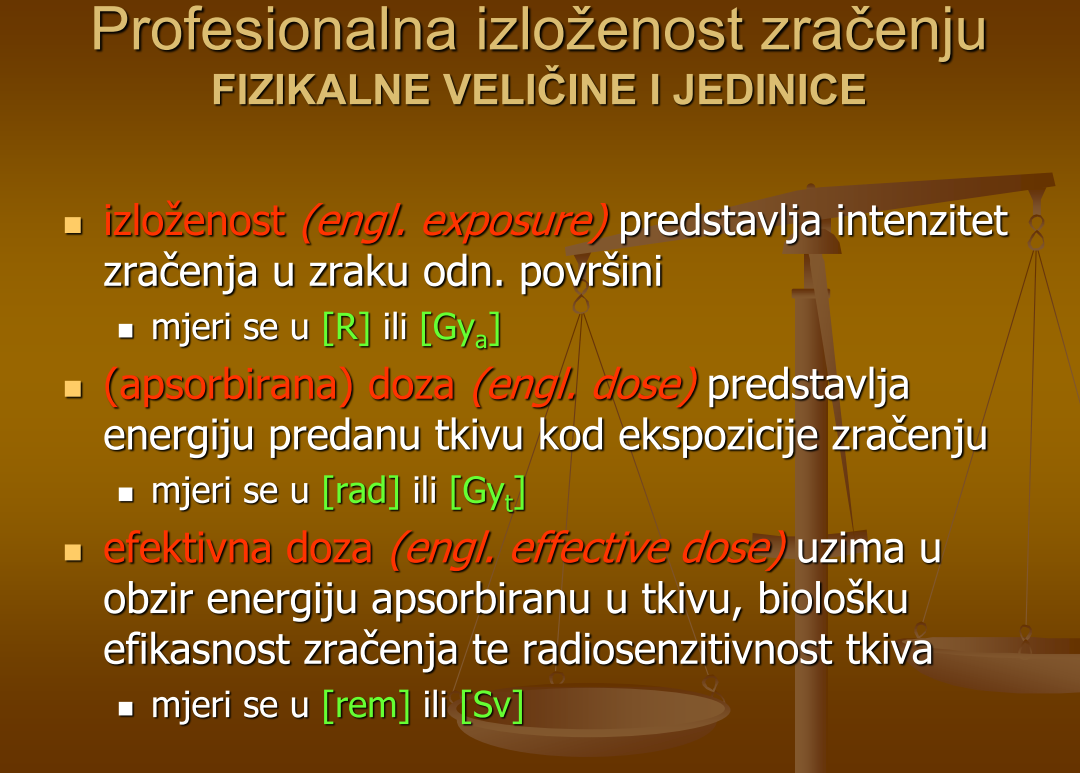 Profesionalna izloženost zračenju
FIZIKALNE VELIČINE I JEDINICE
izloženost (engl. exposure) predstavlja intenzitet
zračenja u zraku odn. površini
mjeri se u [R] ili [Gya]
(apsorbirana) doza (engl. dose) predstavlja
energiju predanu tkivu kod ekspozicije zračenju
mjeri se u [rad] ili [Gyt]
efektivna doza (engl. effective dose) uzima u
obzir energiju apsorbiranu u tkivu, biološku
efikasnost zračenja te radiosenzitivnost tkiva
mjeri se u [rem] ili [Sv]